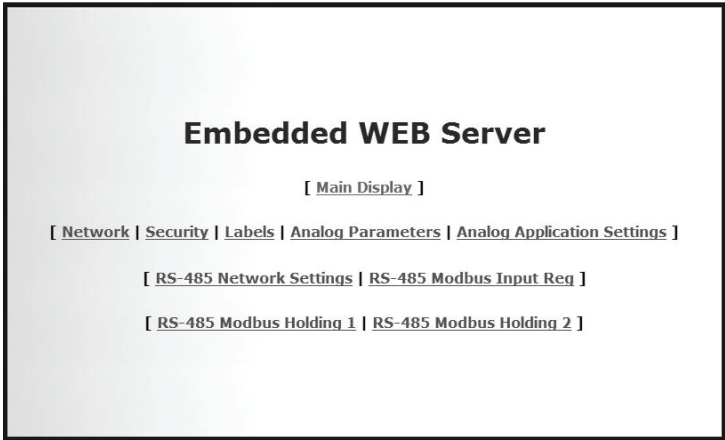 Embedded WEB Server
[ Main Display ]
[ Network | Security | Labels | Analog Parameters | Analog Application Settings ]
[ RS-485 Network Settings | RS-485 Modbus Input Reg ]
[ RS-485 Modbus Holding 1 | RS-485 Modbus Holding 2 ]